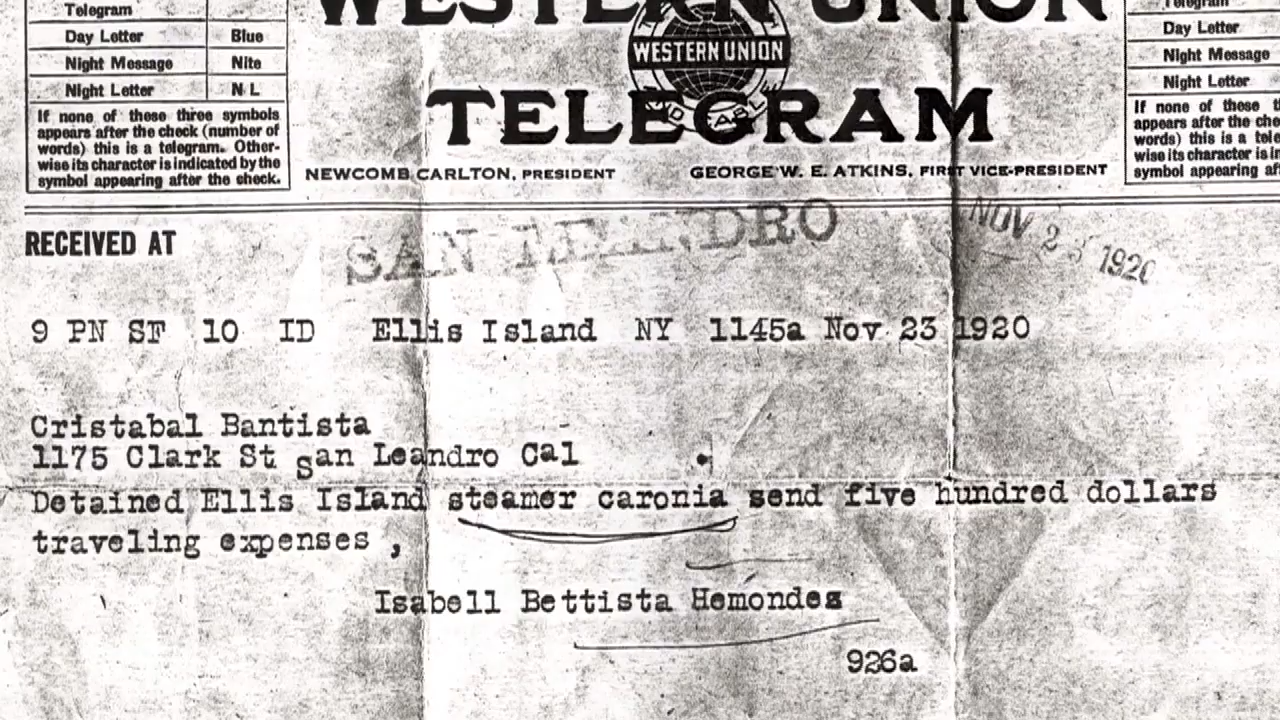 Telegram
Day Letter Blue
Night Message Nite
Night Letter N L
If none of these three symbols
appears after the check (number of
words) this is a telegram. Other-
wise its character is indicated by the
symbol appearing after the check.
WESTERN UNION
WESTERN UNION
TELEGRAM
NEWCOMB CARLTON, PRESIDENT
GEORGE W. E. ATKINS, FIRST VICE-PRESIDENT
Telegram
Day Letter
Night Message
Night Letter
If none of these
appears after the
words) this is a
wise its character is
symbol appearing
RECEIVED AT
SAN LEANDRO
NOV 23 1920
9 PN SF 10 ID Ellis Island NY 1145a Nov 23 1920
Cristabal Bantista
1175 Clark St San Leandro Cal
Detained Ellis Island steamer caronia send five hundred dollars
traveling expenses ,
Isabell Bettista Hemondes
926a